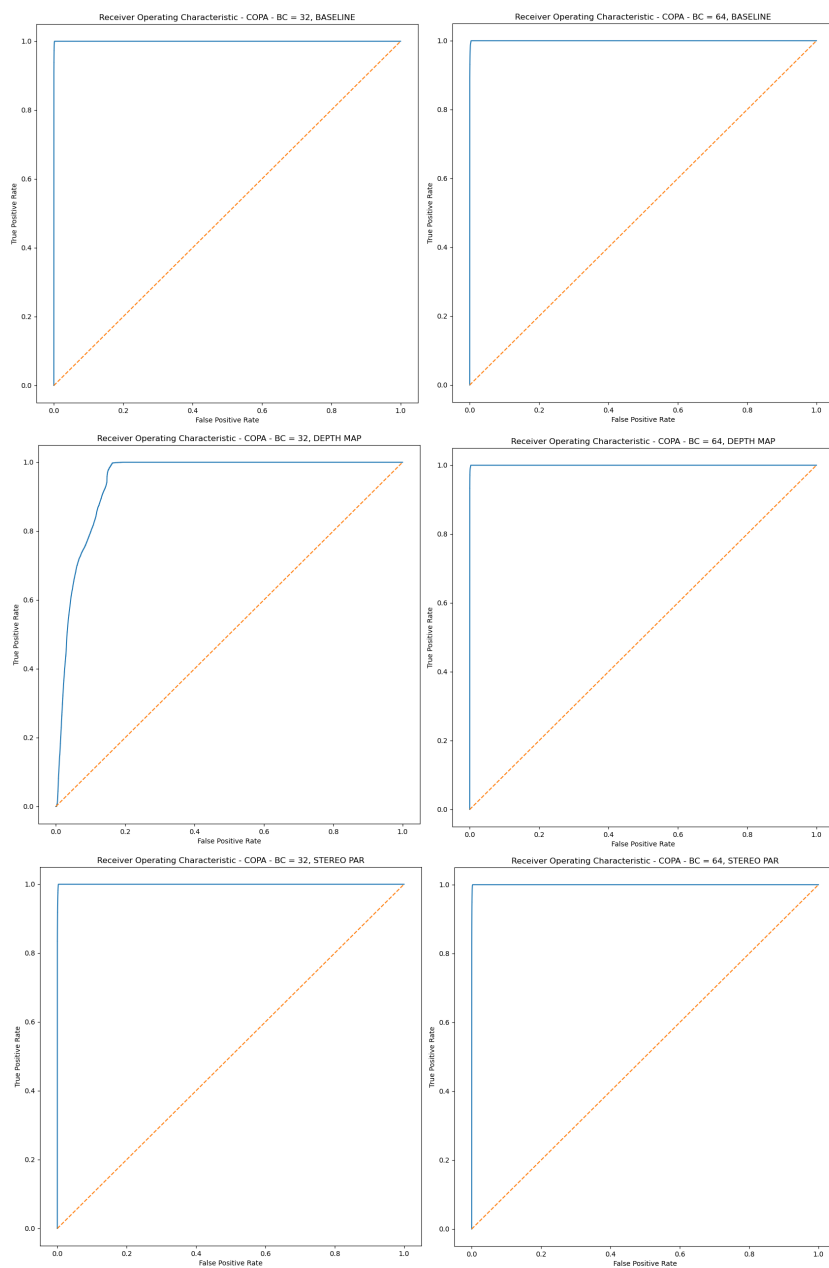 Receiver Operating Characteristic - COPA - BC = 32, BASELINE
1.0
0.8
0.6
0.4
0.2
0.0
True Positive Rate
0.0 0.2 0.4 0.6 0.8 1.0
False Positive Rate
Receiver Operating Characteristic - COPA - BC = 64, BASELINE
1.0
0.8
0.6
0.4
0.2
0.0
True Positive Rate
0.0 0.2 0.4 0.6 0.8 1.0
False Positive Rate
Receiver Operating Characteristic - COPA - BC = 32, DEPTH MAP
1.0
0.8
0.6
0.4
0.2
0.0
True Positive Rate
0.0 0.2 0.4 0.6 0.8 1.0
False Positive Rate
Receiver Operating Characteristic - COPA - BC = 64, DEPTH MAP
1.0
0.8
0.6
0.4
0.2
0.0
True Positive Rate
0.0 0.2 0.4 0.6 0.8 1.0
False Positive Rate
Receiver Operating Characteristic - COPA - BC = 32, STEREO PAR
1.0
0.8
0.6
0.4
0.2
0.0
True Positive Rate
0.0 0.2 0.4 0.6 0.8 1.0
False Positive Rate
Receiver Operating Characteristic - COPA - BC = 64, STEREO PAR
1.0
0.8
0.6
0.4
0.2
0.0
True Positive Rate
0.0 0.2 0.4 0.6 0.8 1.0
False Positive Rate